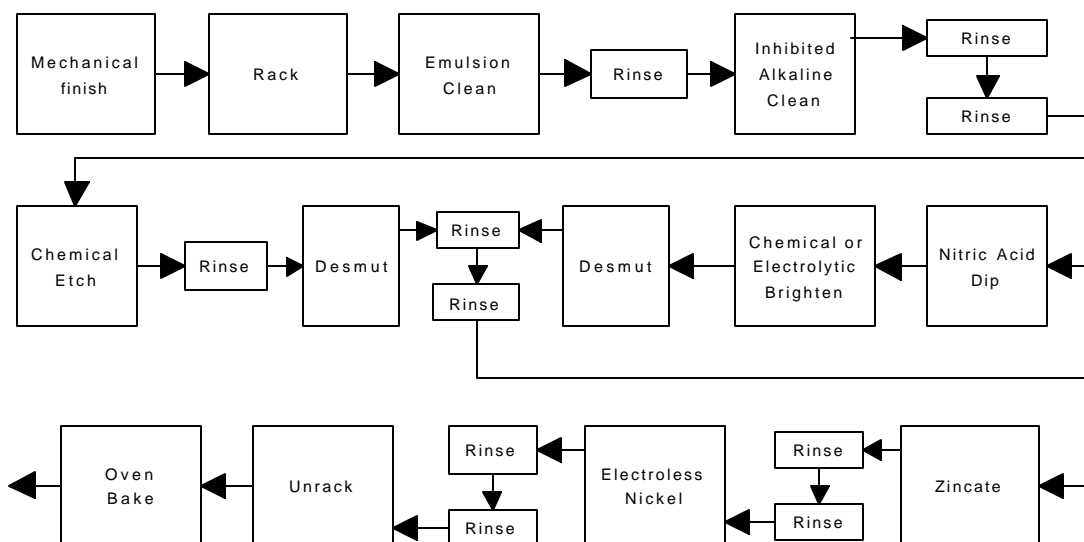 Mechanical
finish
Rack
Emulsion
Clean
Rinse
Inhibited
Alkaline
Clean
Rinse
Rinse
Chemical
Etch
Rinse
Desmut
Rinse
Rinse
Desmut
Chemical or
Electrolytic
Brighten
Nitric Acid
Dip
Oven
Bake
Unrack
Rinse
Rinse
Electroless
Nickel
Rinse
Rinse
Zincate